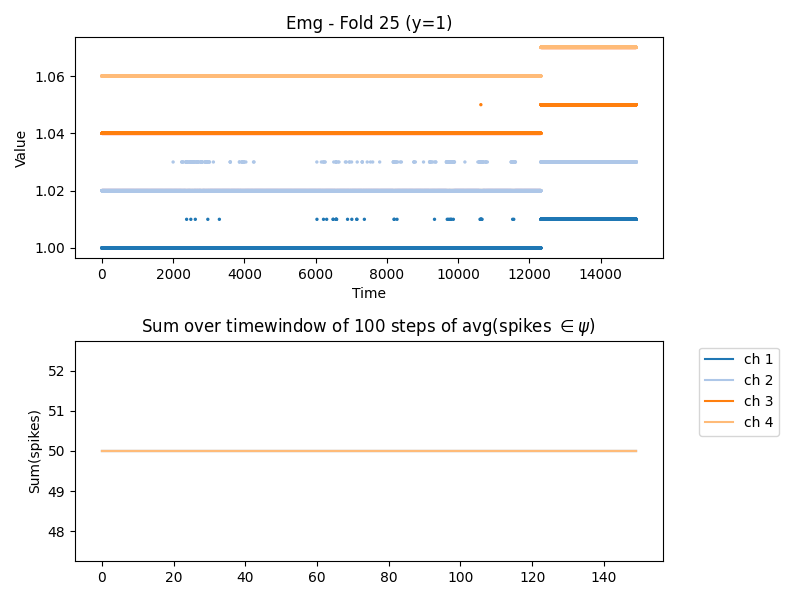 Emg - Fold 25 (y=1)
1.06
1.04
1.02
1.00
Value
0 2000 4000 6000 8000 10000 12000 14000
Time
Sum over timewindow of 100 steps of avg(spikes ∈ψ)
52
51
50
49
48
Sum(spikes)
0 20 40 60 80 100 120 140
ch 1
ch 2
ch 3
ch 4